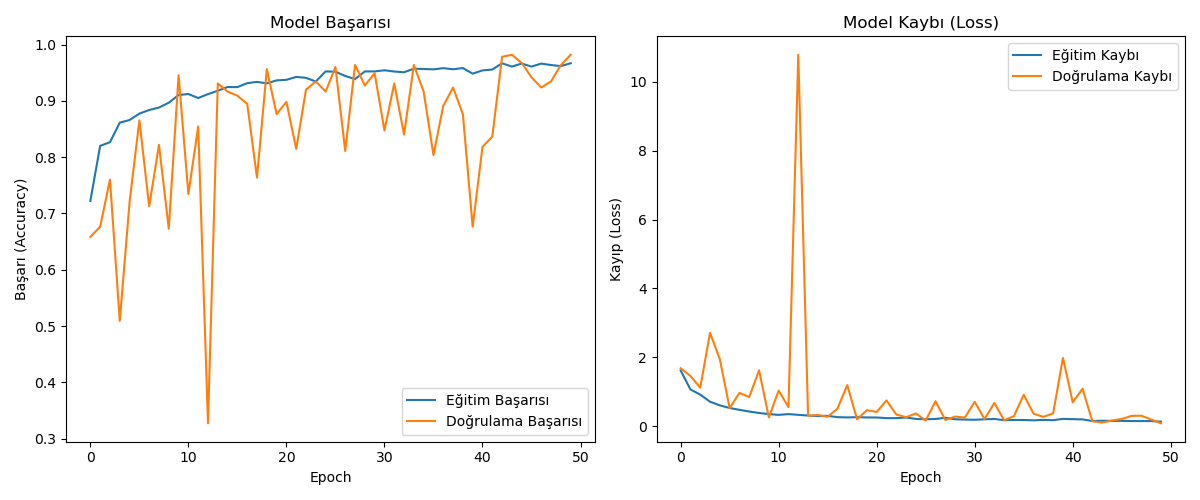 Model Başarısı
Başarı (Accuracy)
1.0
0.9
0.8
0.7
0.6
0.5
0.4
0.3
Eğitim Başarısı
Doğrulama Başarısı
0 10 20 30 40 50
Epoch
Model Kaybı (Loss)
Kayıp (Loss)
10
8
6
4
2
0
Eğitim Kaybı
Doğrulama Kaybı
0 10 20 30 40 50
Epoch